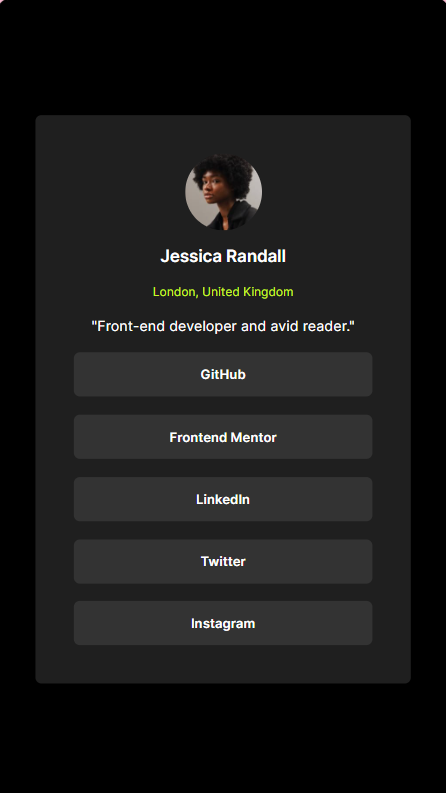 Jessica Randall
London, United Kingdom
"Front-end developer and avid reader."
GitHub
Frontend Mentor
LinkedIn
Twitter
Instagram